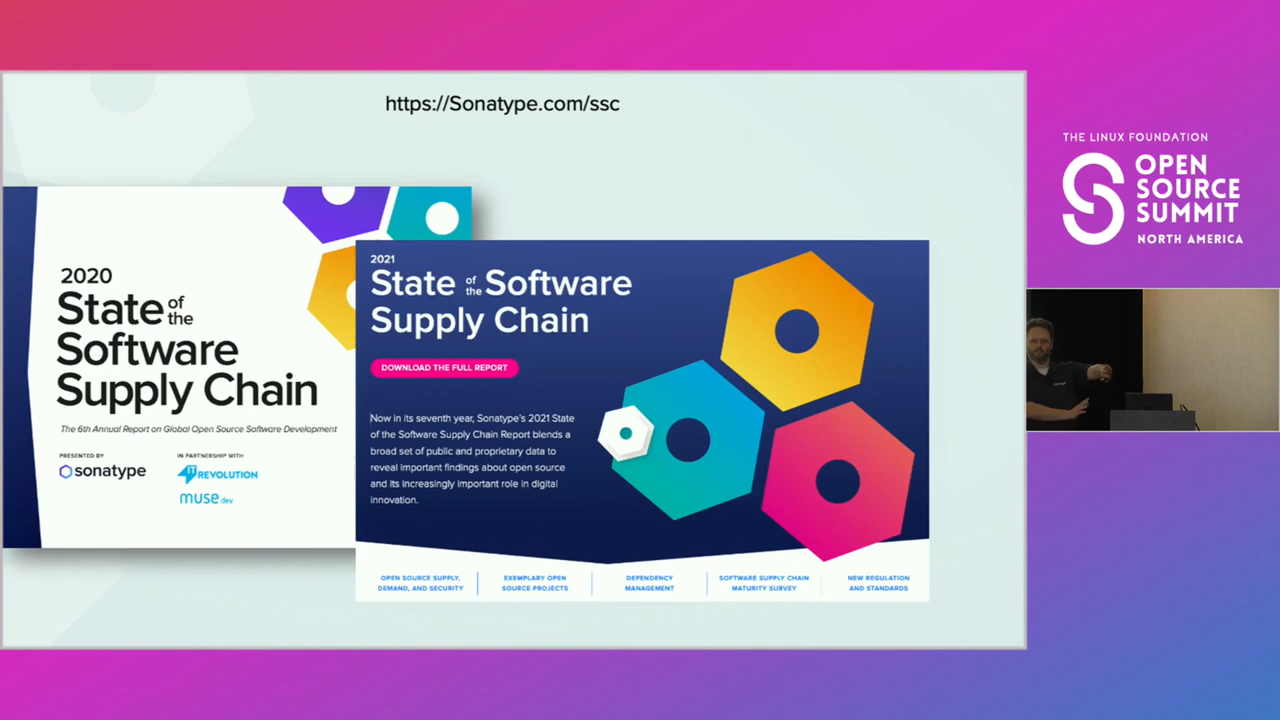 https://Sonatype.com/ssc
2020
State of the
Software
Supply Chain
The 6th Annual Report on Global Open Source Software Development
PRESENTED BY
sonatype
IN PARTNERSHIP WITH
IT REVOLUTION
muse dev
2021
State of the Software
Supply Chain
DOWNLOAD THE FULL REPORT
Now in its seventh year, Sonatype's 2021 State
of the Software Supply Chain Report blends a
broad set of public and proprietary data to
reveal important findings about open source
and its increasingly important role in digital
innovation.
OPEN SOURCE SUPPLY,
DEMAND, AND SECURITY
EXEMPLARY OPEN
SOURCE PROJECTS
DEPENDENCY
MANAGEMENT
SOFTWARE SUPPLY CHAIN
MATURITY SURVEY
NEW REGULATION
AND STANDARDS
THE LINUX FOUNDATION
OPEN
SOURCE
SUMMIT
NORTH AMERICA